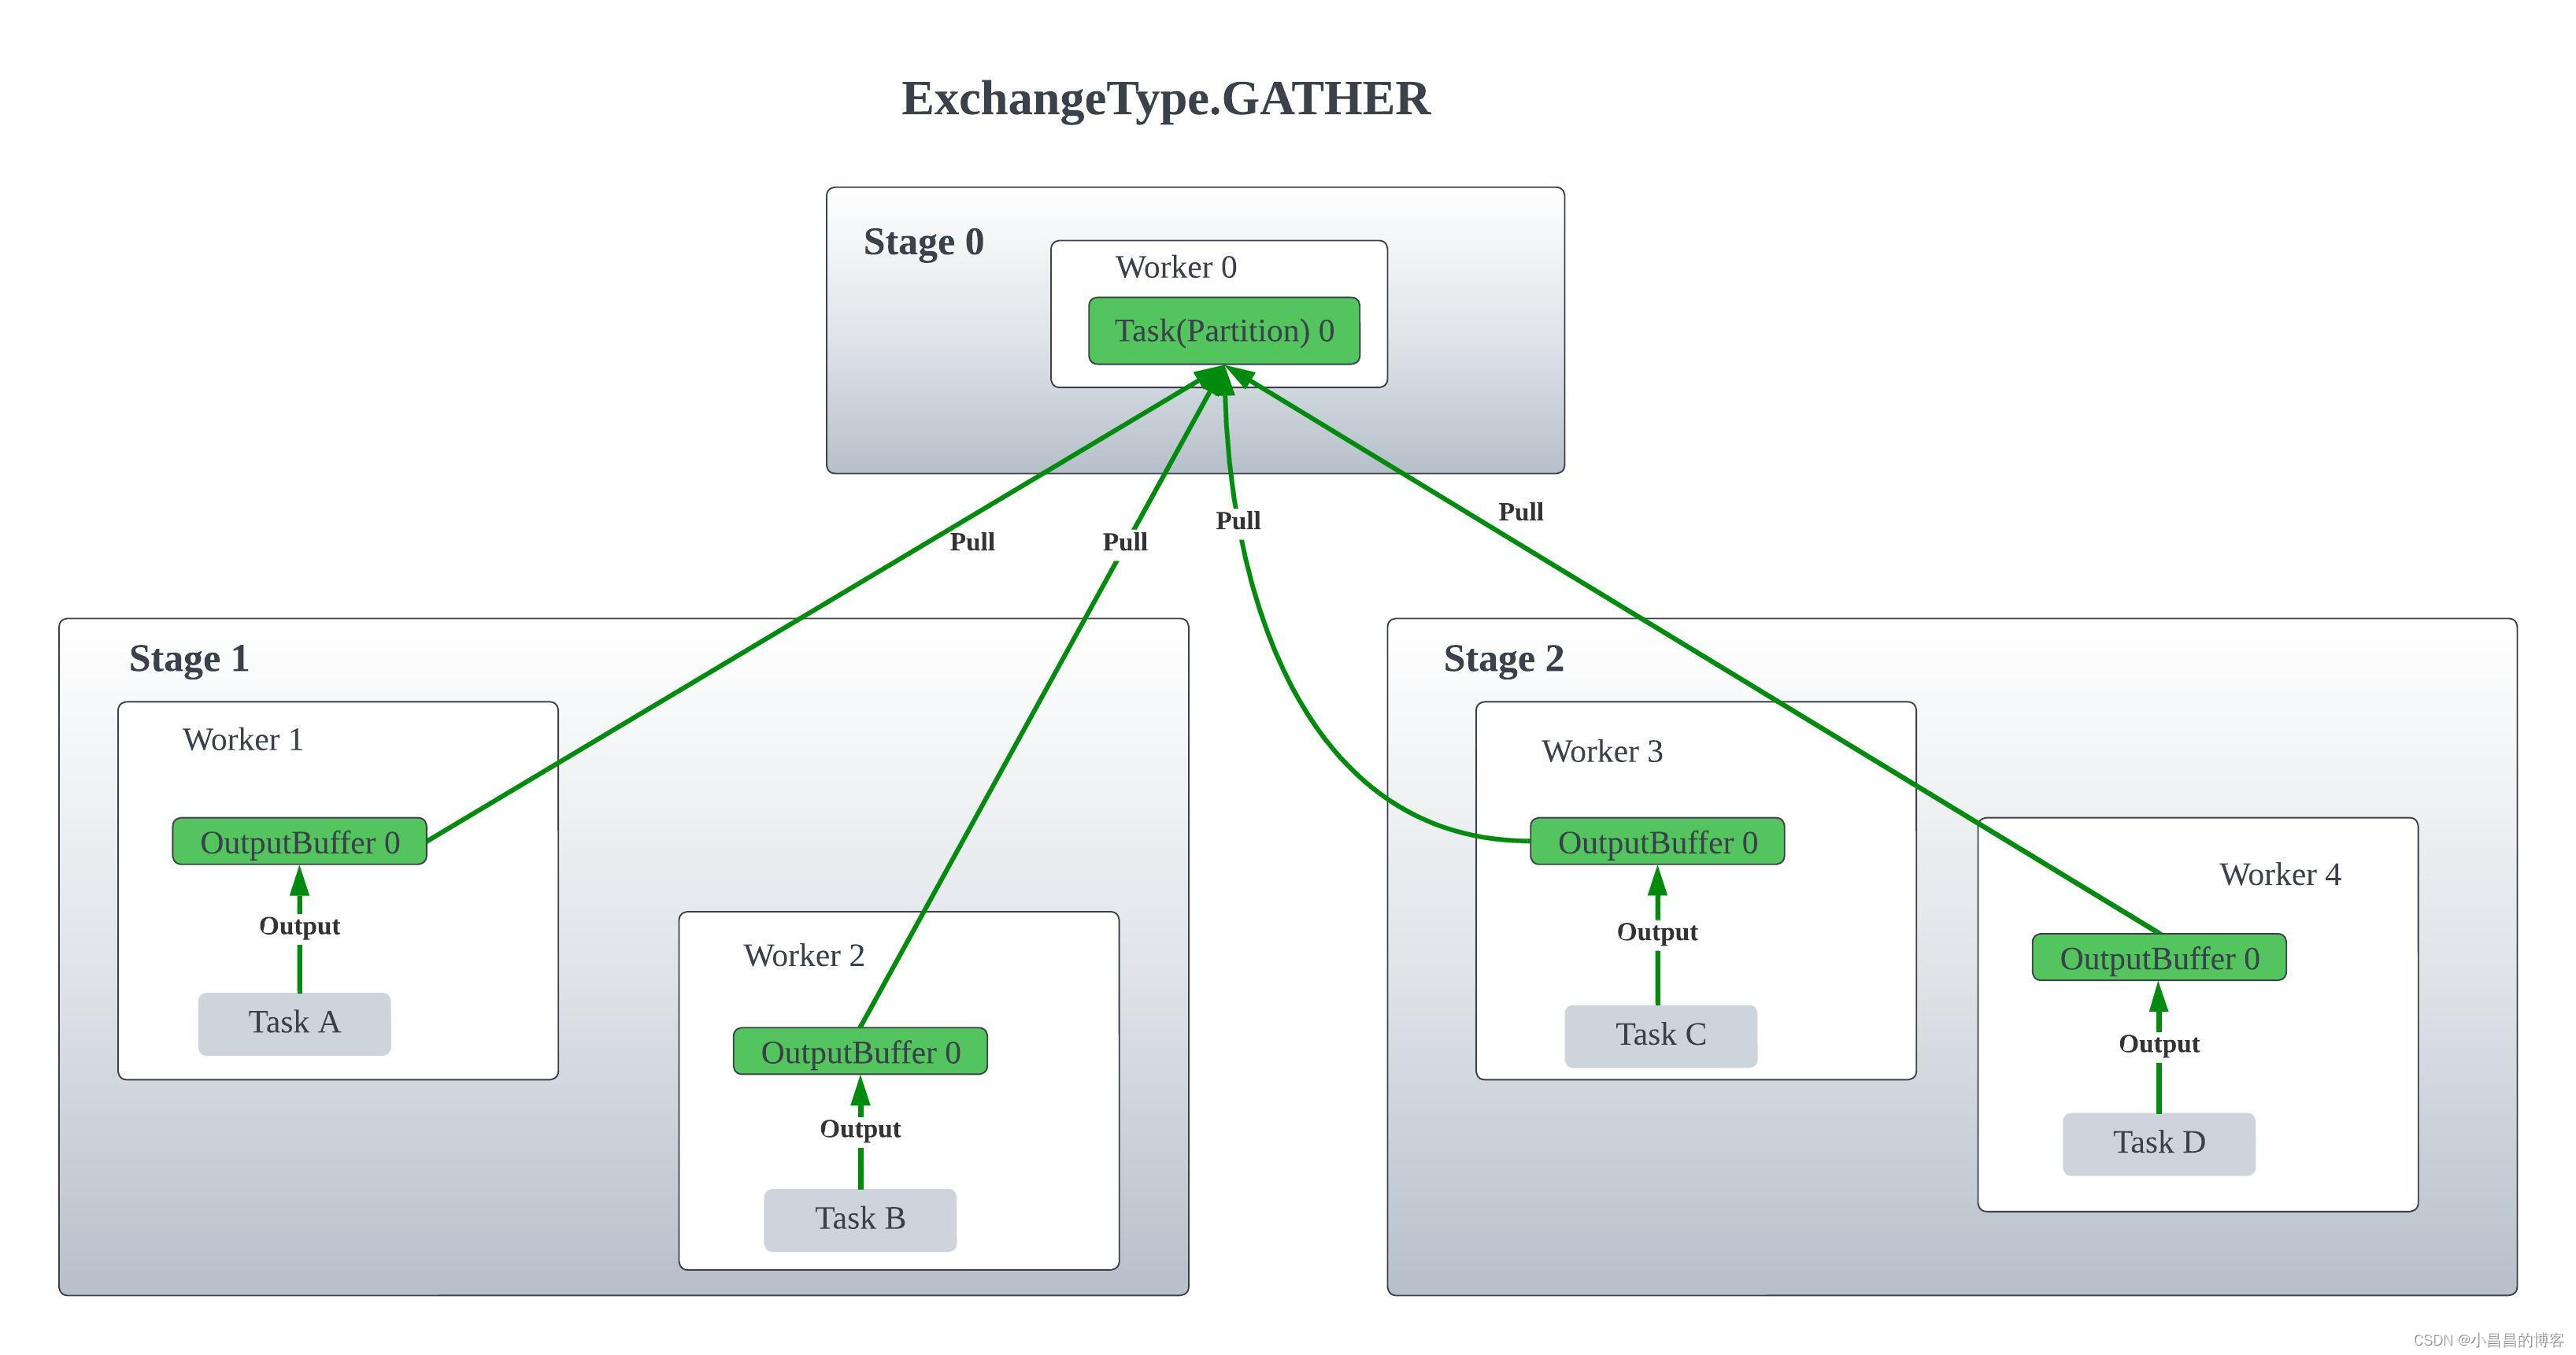 ExchangeType.GATHER
Stage 0
Worker 0
Task(Partition) 0
Pull
Pull
Pull
Pull
Stage 1
Worker 1
OutputBuffer 0
Output
Task A
Worker 2
OutputBuffer 0
Output
Task B
Stage 2
Worker 3
OutputBuffer 0
Output
Task C
Worker 4
OutputBuffer 0
Output
Task D
CSDN @小昌昌的博客